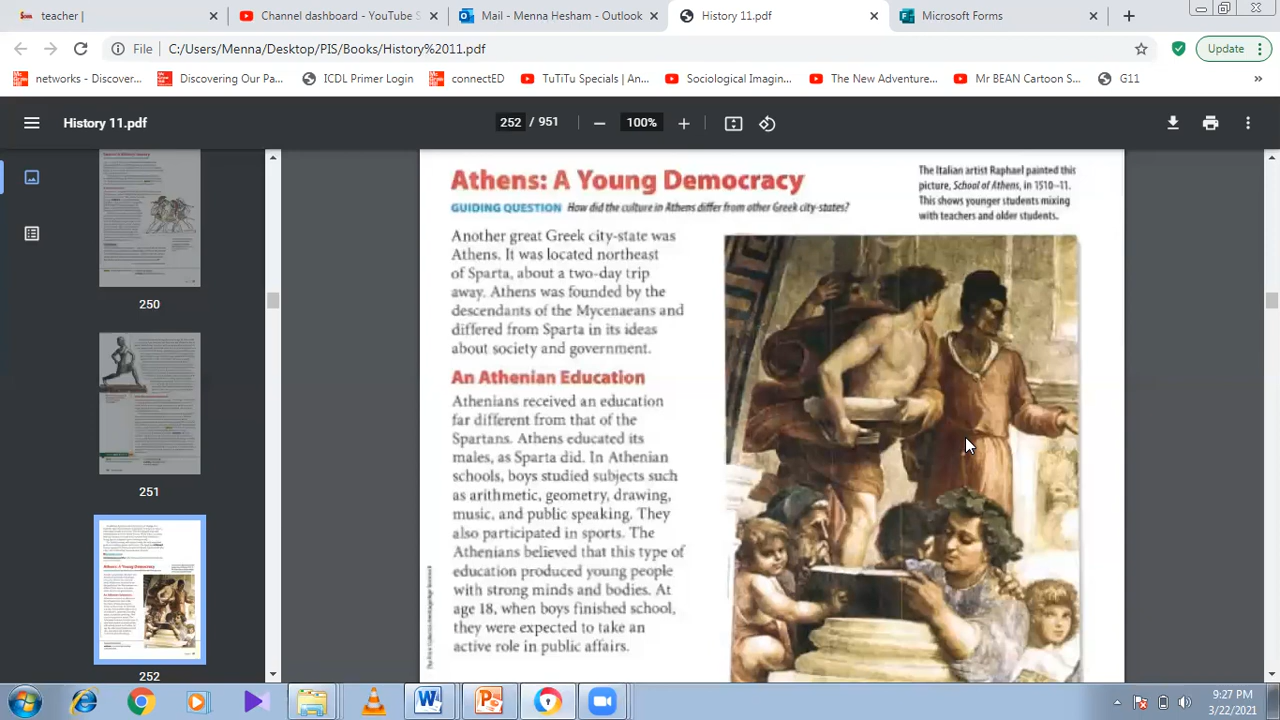 teacher |
Channel dashboard - YouTube S
Mail - Menna Hesham - Outlook
History 11.pdf
Microsoft Forms
File
C:/Users/Menna/Desktop/PIS/Books/History%2011.pdf
Update
networks - Discover...
Discovering Our Pa...
ICDL Primer Login
ConnectED
TuTiTu Specials | An...
Sociological Imagin...
The New Adventure...
Mr BEAN Cartoon S...
G11
»
History 11.pdf
252 / 951
100%
250
251
252
Athens: A Young Democracy
GUIDING QUESTION How did the culture in Athens differ from other Greek city-states?
The Italian artist Raphael painted this
picture, School of Athens, in 1510–11.
This shows younger students mixing
with teachers and older students.
Another great Greek city-state was
Athens. It was located northeast
of Sparta, about a two-day trip
away. Athens was founded by the
descendants of the Mycenaeans and
differed from Sparta in its ideas
about society and government.
An Athenian Education
Athenians received an education
far different from that of the
Spartans. Athens educated its
males, as Sparta did. In Athenian
schools, boys studied subjects such
as arithmetic, geometry, drawing,
music, and public speaking. They
also participated in sports. The
Athenians believed that this type of
education produced young people
with strong minds and bodies. At
age 18, when they finished school,
they were expected to take an
active role in public affairs.
9:27 PM
3/22/2021